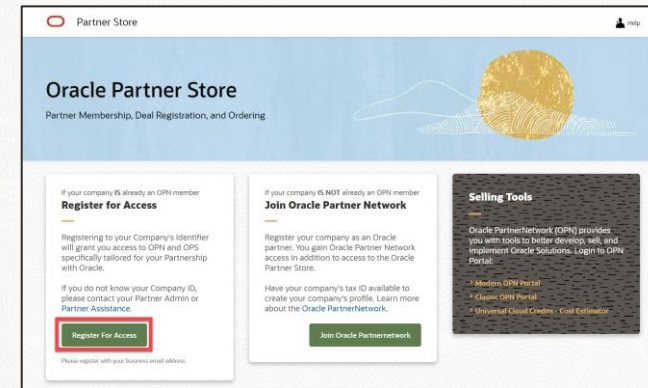 Partner Store
Help
Oracle Partner Store
Partner Membership, Deal Registration, and Ordering
If your company IS already an OPN member
Register for Access
Registering to your Company's Identifier
will grant you access to OPN and OPS
specifically tailored for your Partnership
with Oracle.
If you do not know your Company ID,
please contact your Partner Admin or
Partner Assistance.
Register For Access
Please register with your business email address
If your company IS NOT already an OPN member
Join Oracle Partner Network
Register your company as an Oracle
partner. You gain Oracle Partner Network
access in addition to access to the Oracle
Partner Store.
Have your company's tax ID available to
create your company's profile. Learn more
about the Oracle PartnerNetwork.
Join Oracle Partnernetwork
Selling Tools
Oracle PartnerNetwork (OPN) provides
you with tools to better develop, sell, and
implement Oracle Solutions. Login to OPN
Portal:
* Modern OPN Portal
* Classic OPN Portal
* Universal Cloud Credits - Cost Estimator